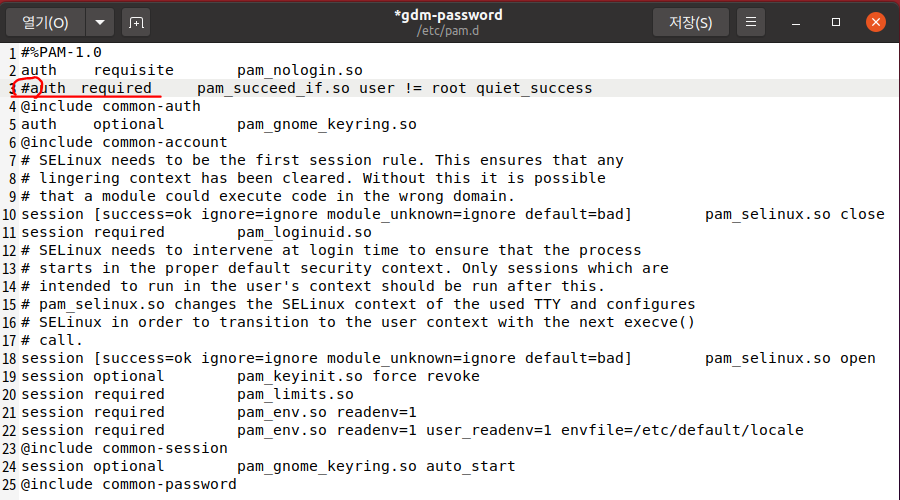 열기(O)
*gdm-password
/etc/pam.d
저장(S)
1 #%PAM-1.0
2 auth    requisite       pam_nologin.so
3 #auth  required     pam_succeed_if.so user != root quiet_success
4 @include common-auth
5 auth    optional        pam_gnome_keyring.so
6 @include common-account
7 # SELinux needs to be the first session rule. This ensures that any
8 # lingering context has been cleared. Without this it is possible
9 # that a module could execute code in the wrong domain.
10 session [success=ok ignore=ignore module_unknown=ignore default=bad]        pam_selinux.so close
11 session required        pam_loginuid.so
12 # SELinux needs to intervene at login time to ensure that the process
13 # starts in the proper default security context. Only sessions which are
14 # intended to run in the user's context should be run after this.
15 # pam_selinux.so changes the SELinux context of the used TTY and configures
16 # SELinux in order to transition to the user context with the next execve()
17 # call.
18 session [success=ok ignore=ignore module_unknown=ignore default=bad]        pam_selinux.so open
19 session optional        pam_keyinit.so force revoke
20 session required        pam_limits.so
21 session required        pam_env.so readenv=1
22 session required        pam_env.so readenv=1 user_readenv=1 envfile=/etc/default/locale
23 @include common-session
24 session optional        pam_gnome_keyring.so auto_start
25 @include common-password